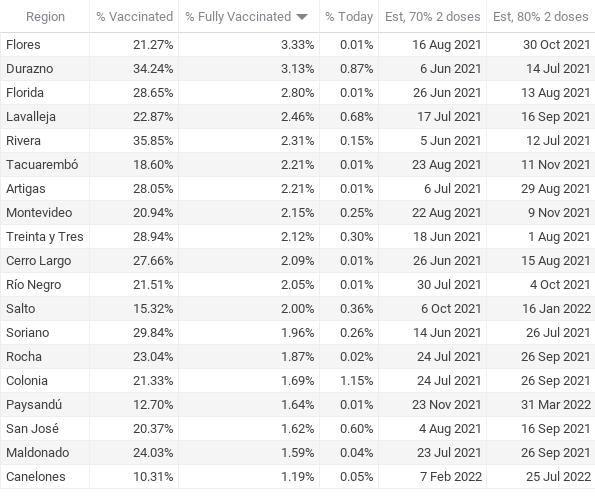 Region % Vaccinated % Fully Vaccinated % Today Est, 70% 2 doses Est, 80% 2 doses
Flores 21.27% 3.33% 0.01% 16 Aug 2021 30 Oct 2021
Durazno 34.24% 3.13% 0.87% 6 Jun 2021 14 Jul 2021
Florida 28.65% 2.80% 0.01% 26 Jun 2021 13 Aug 2021
Lavalleja 22.87% 2.46% 0.68% 17 Jul 2021 16 Sep 2021
Rivera 35.85% 2.31% 0.15% 5 Jun 2021 12 Jul 2021
Tacuarembó 18.60% 2.21% 0.01% 23 Aug 2021 11 Nov 2021
Artigas 28.05% 2.21% 0.01% 6 Jul 2021 29 Aug 2021
Montevideo 20.94% 2.15% 0.25% 22 Aug 2021 9 Nov 2021
Treinta y Tres 28.94% 2.12% 0.30% 18 Jun 2021 1 Aug 2021
Cerro Largo 27.66% 2.09% 0.01% 26 Jun 2021 15 Aug 2021
Río Negro 21.51% 2.05% 0.01% 30 Jul 2021 4 Oct 2021
Salto 15.32% 2.00% 0.36% 6 Oct 2021 16 Jan 2022
Soriano 29.84% 1.96% 0.26% 14 Jun 2021 26 Jul 2021
Rocha 23.04% 1.87% 0.02% 24 Jul 2021 26 Sep 2021
Colonia 21.33% 1.69% 1.15% 24 Jul 2021 26 Sep 2021
Paysandú 12.70% 1.64% 0.01% 23 Nov 2021 31 Mar 2022
San José 20.37% 1.62% 0.60% 4 Aug 2021 16 Sep 2021
Maldonado 24.03% 1.59% 0.04% 23 Jul 2021 26 Sep 2021
Canelones 10.31% 1.19% 0.05% 7 Feb 2022 25 Jul 2022